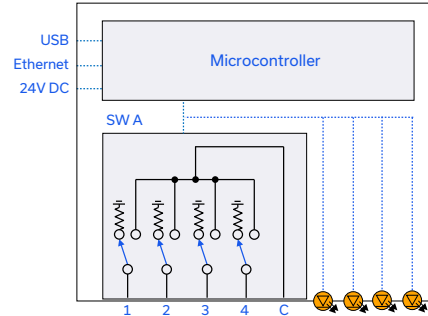 USB
Ethernet
24V DC
Microcontroller
SW A
1 2 3 4 C